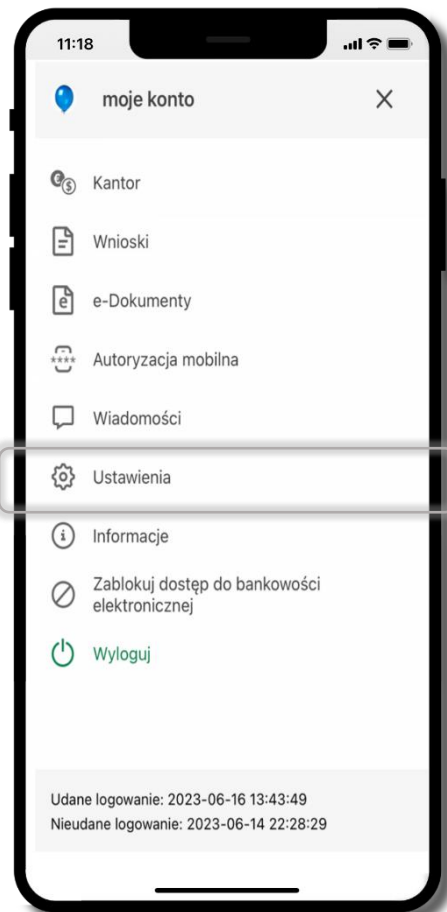 11:18
moje konto
Kantor
Wnioski
e-Dokumenty
Autoryzacja mobilna
Wiadomości
Ustawienia
Informacje
Zablokuj dostęp do bankowości
elektronicznej
Wyloguj
Udane logowanie: 2023-06-16 13:43:49
Nieudane logowanie: 2023-06-14 22:28:29